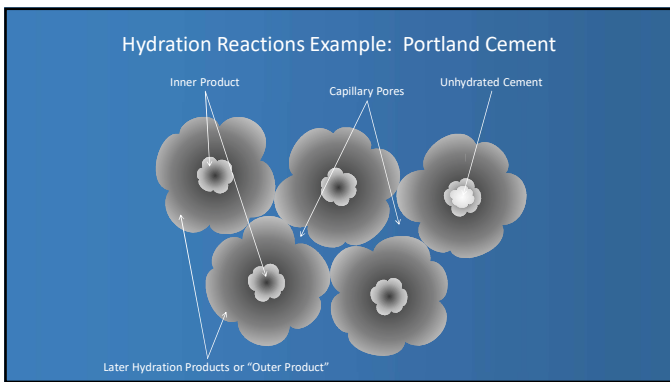 Hydration Reactions Example:  Portland Cement
Inner Product
Capillary Pores
Unhydrated Cement
Later Hydration Products or “Outer Product”